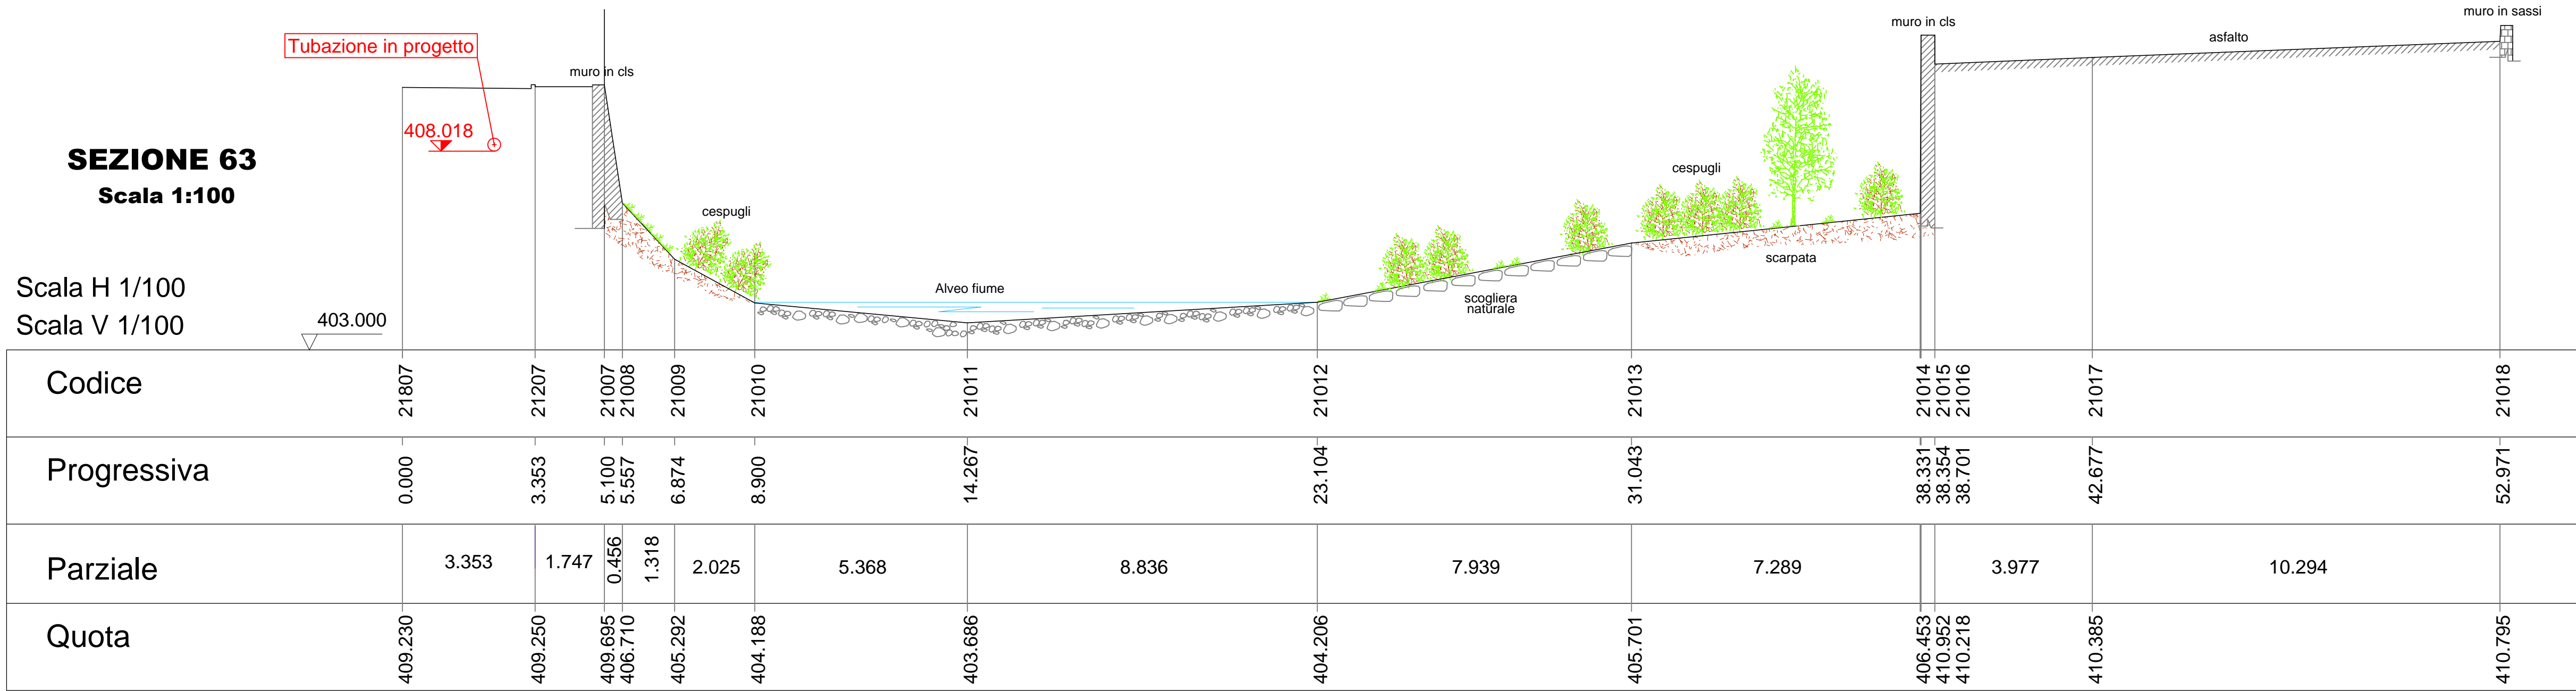 muro in sassi
muro in cls
asfalto
Tubazione in progetto
muro in cls
408.018
SEZIONE 63
Scala 1:100
cespugli
cespugli
scarpata
Scala H 1/100
Alveo fiume
scogliera
naturale
Scala V 1/100
403.000
Codice 21807 21207 21007 21008 21009 21010 21011 21012 21013 21014 21015 21016 21017 21018
Progressiva 0.000 3.353 5.100 5.557 6.874 8.900 14.267 23.104 31.043 38.331 38.354 38.701 42.677 52.971
Parziale 3.353 1.747 0.456 1.318 2.025 5.368 8.836 7.939 7.289 3.977 10.294
Quota 409.230 409.250 409.695 406.710 405.292 404.188 403.686 404.206 405.701 406.453 410.952 410.218 410.385 410.795